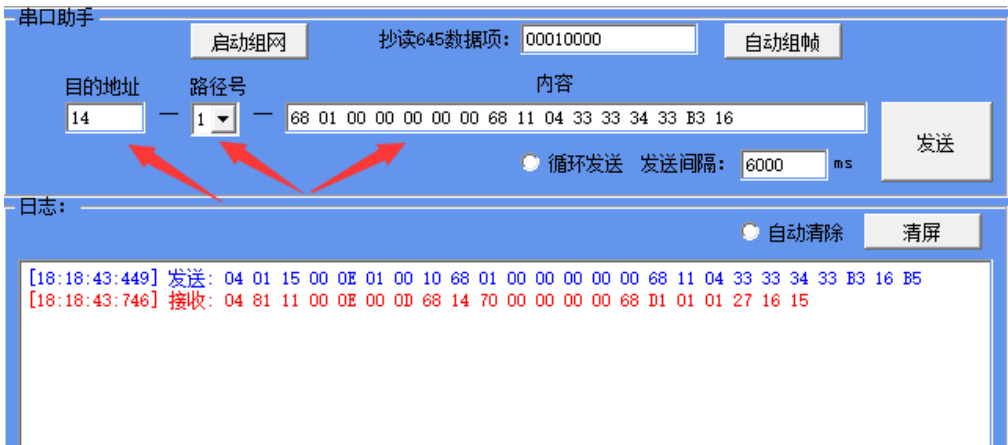 串口助手
启动组网 抄读645数据项： 00010000 自动组帧
目的地址 路径号 内容
14 — 1 — 68 01 00 00 00 00 00 68 11 04 33 33 34 33 B3 16 发送
循环发送 发送间隔： 6000 ms
日志：
自动清除 清屏
[18:18:43:449] 发送: 04 01 15 00 0E 01 00 10 68 01 00 00 00 00 00 68 11 04 33 33 34 33 B3 16 B5
[18:18:43:746] 接收: 04 81 11 00 0E 00 0D 68 14 70 00 00 00 00 68 D1 01 01 27 16 15